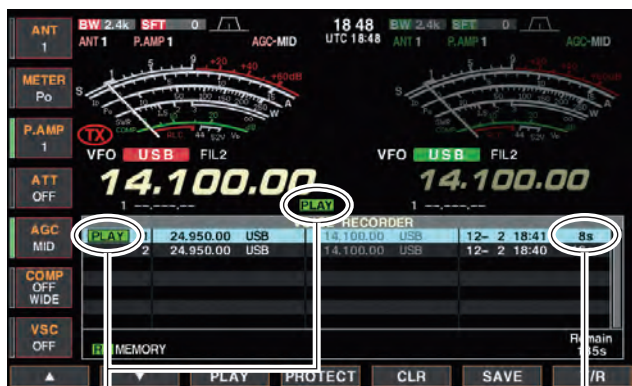 ANT
1
BW 2.4k SFT 0
18 48
BW 2.4k SFT 0
ANT 1 P.AMP 1 AGC-MID
UTC 18:48
ANT 1 P.AMP 1 AGC-MID
METER
Po
P.AMP
1
TX
VFO USB FIL2
VFO USB FIL2
14.100.00
14.100.00
ATT
OFF
1 --.---.--
PLAY
1 --.---.--
RECORDER
AGC
MID
PLAY 1 24.950.00 USB 14.100.00 USB 12– 2 18:41 8s
2 24.950.00 USB 14.100.00 USB 12– 2 18:40
COMP
OFF
WIDE
VSC
OFF
MEMORY
Remain
▲ ▼ PLAY PROTECT CLR SAVE /R